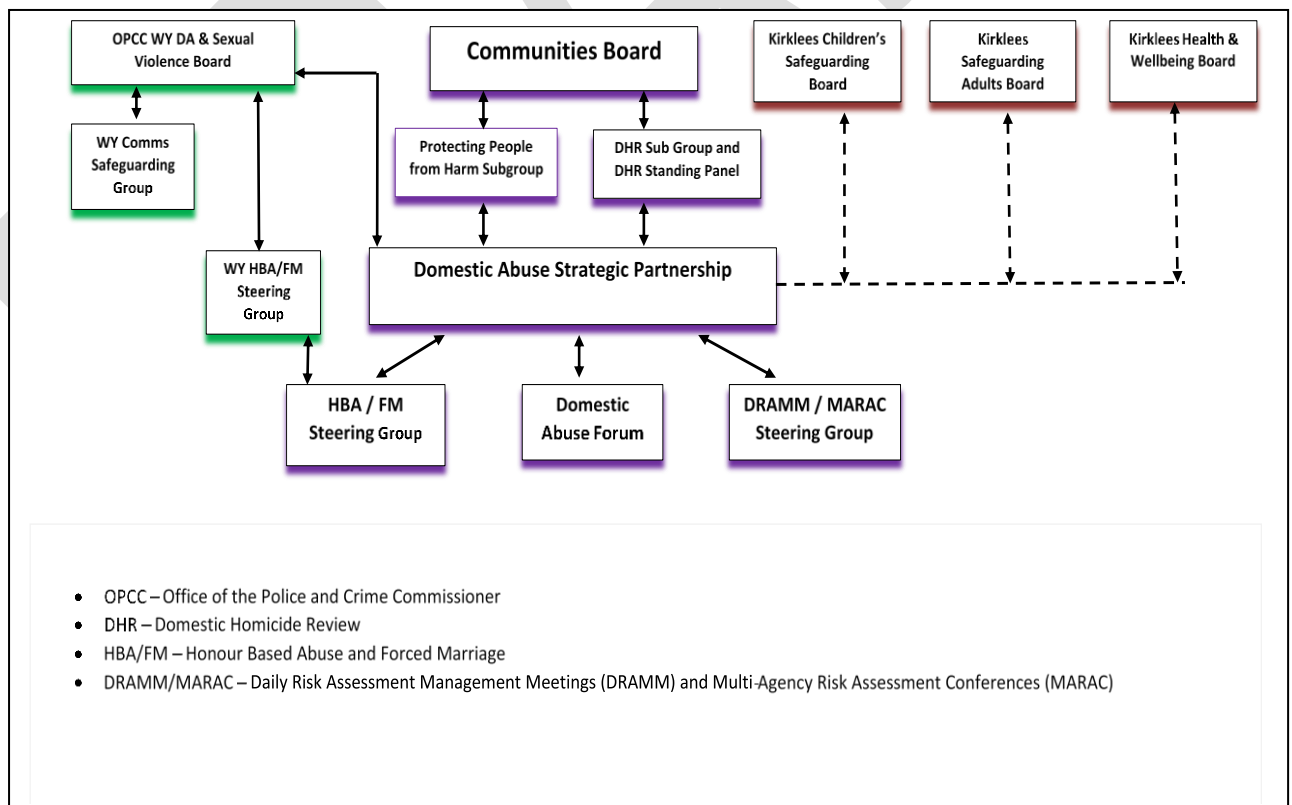 OPCC WY DA & Sexual
Violence Board
Communities Board
Kirklees Children's
Safeguarding
Board
Kirklees
Safeguarding
Adults Board
Kirklees Health &
Wellbeing Board
WY Comms
Safeguarding
Group
Protecting People
from Harm Subgroup
DHR Sub Group and
DHR Standing Panel
WY HBA/FM
Steering
Group
Domestic Abuse Strategic Partnership
HBA / FM
Steering Group
Domestic
Abuse Forum
DRAMM / MARAC
Steering Group
• OPCC – Office of the Police and Crime Commissioner
• DHR – Domestic Homicide Review
• HBA/FM – Honour Based Abuse and Forced Marriage
• DRAMM/MARAC – Daily Risk Assessment Management Meetings (DRAMM) and Multi-Agency Risk Assessment Conferences (MARAC)